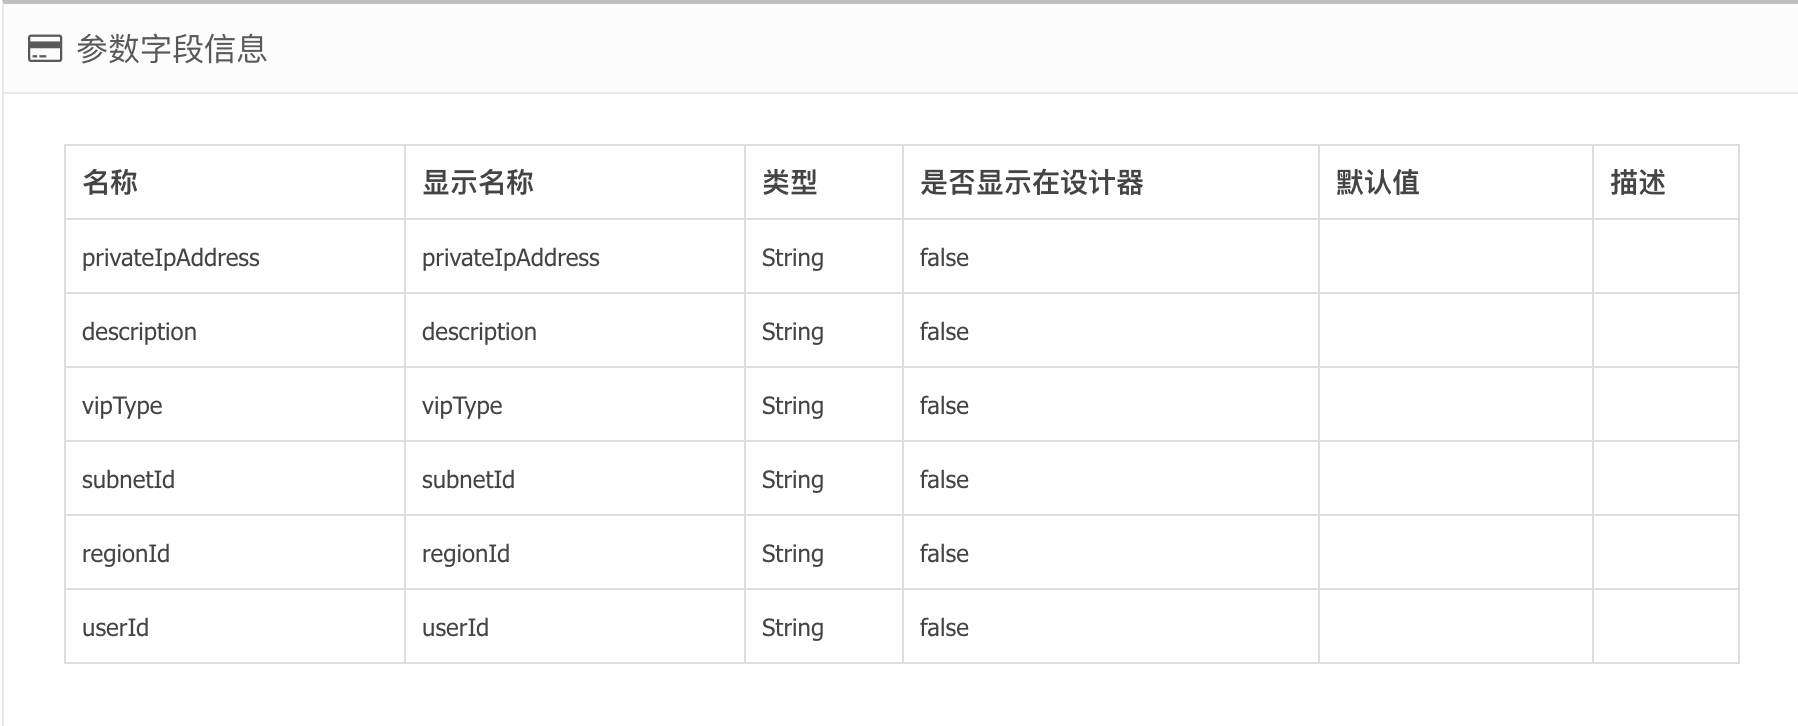 参数字段信息
名称 显示名称 类型 是否显示在设计器 默认值 描述
privateIpAddress privateIpAddress String false
description description String false
vipType vipType String false
subnetId subnetId String false
regionId regionId String false
userId userId String false